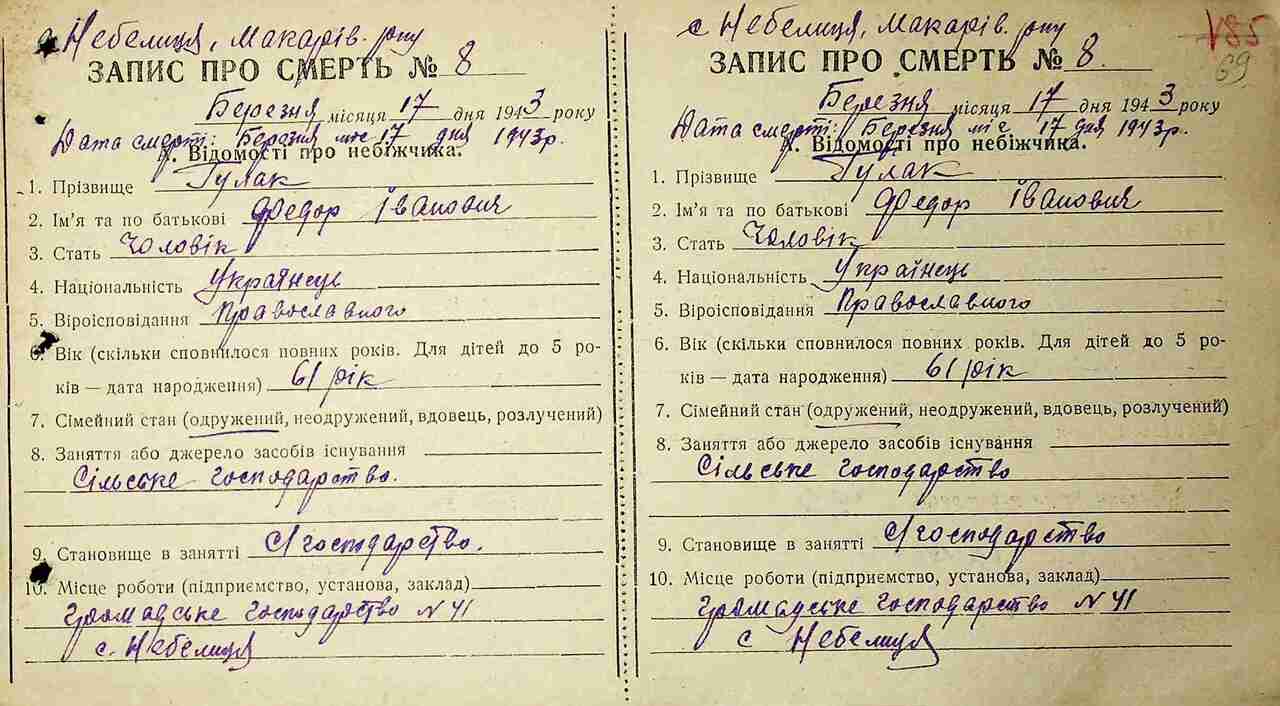 с Небелиця, Макарів. р-ну
ЗАПИС ПРО СМЕРТЬ № 8
Березня місяця 17 дня 1943 року
Дата смерті: Березня м-с 17 дня 1943р.
І. Відомості про небіжчика.
1. Прізвище Гулак
2. Ім'я та по батькові Федор Іванович
3. Стать Чоловік
4. Національність Українець
5. Віроісповідання Православного
6. Вік (скільки сповнилося повних років. Для дітей до 5 ро-
ків — дата народження) 61 рік
7. Сімейний стан (одружений, неодружений, вдовець, розлучений)
8. Заняття або джерело засобів існування
Сільське господарство.
9. Становище в занятті С/господарство.
10. Місце роботи (підприємство, установа, заклад)
Громадське господарство N 41
с. Небелиця
с Небелиця, Макарів. р-ну
V85
69
ЗАПИС ПРО СМЕРТЬ № 8.
Березня місяця 17 дня 1943 року
Дата смерті: Березня м-с 17 дня 1943р.
І. Відомості про небіжчика.
1. Прізвище Гулак
2. Ім'я та по батькові Федор Іванович
3. Стать Чоловік
4. Національність Українець
5. Віроісповідання Православного
6. Вік (скільки сповнилося повних років. Для дітей до 5 ро-
ків — дата народження) 61 рік
7. Сімейний стан (одружений, неодружений, вдовець, розлучений)
8. Заняття або джерело засобів існування
Сільське господарство
9. Становище в занятті С/господарство
10. Місце роботи (підприємство, установа, заклад)
Громадське господарство N 41
с Небелиця